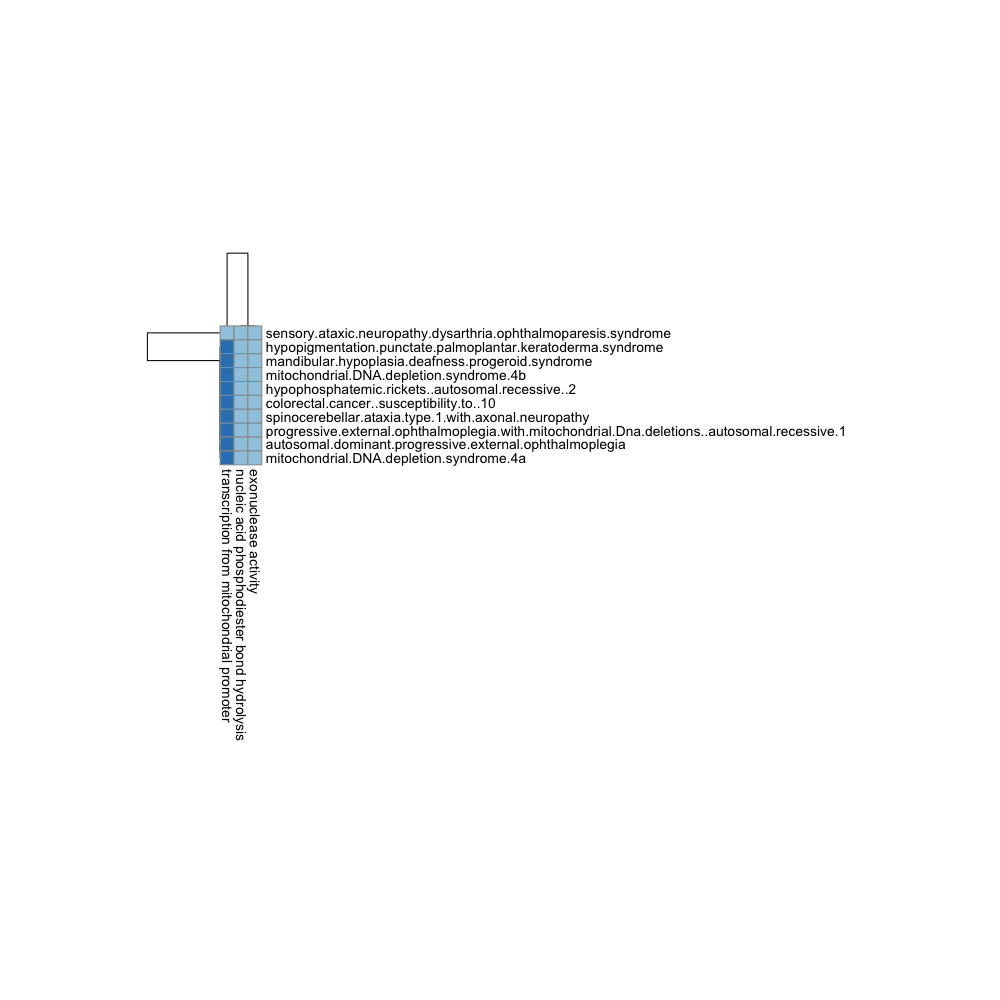 sensory.ataxic.neuropathy.dysarthria.ophthalmoparesis.syndrome
hypopigmentation.punctate.palmoplantar.keratoderma.syndrome
mandibular.hypoplasia.deafness.progeroid.syndrome
mitochondrial.DNA.depletion.syndrome.4b
hypophosphatemic.rickets..autosomal.recessive..2
colorectal.cancer..susceptibility.to..10
spinocerebellar.ataxia.type.1.with.axonal.neuropathy
progressive.external.ophthalmoplegia.with.mitochondrial.Dna.deletions..autosomal.recessive.1
autosomal.dominant.progressive.external.ophthalmoplegia
mitochondrial.DNA.depletion.syndrome.4a
transcription from mitochondrial promoter
nucleic acid phosphodiester bond hydrolysis
exonuclease activity